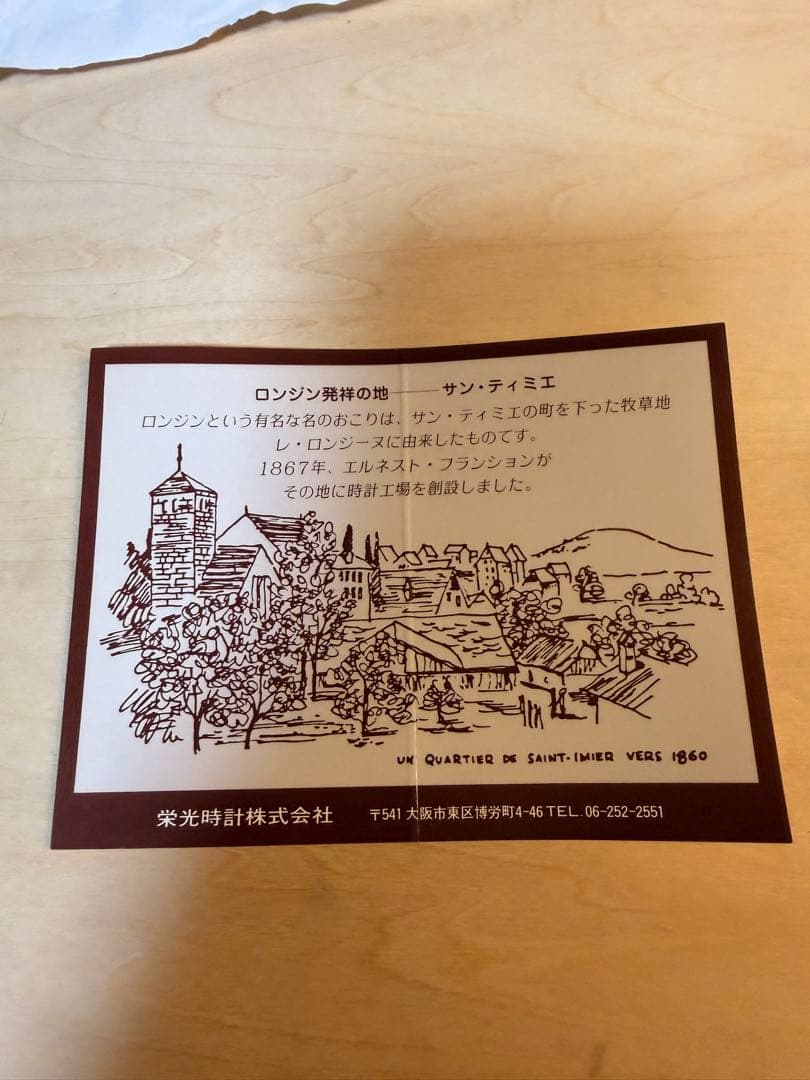 ロンジン発祥の地――サン・ティミエ
ロンジンという有名な名のおこりは、サン・ティミエの町を下った牧草地
レ・ロンジーヌに由来したものてす。
1867年、エルネスト・フランションが
その地に時計工場を創設しました。
UN QUARTIER DE SAINT-IMIER VERS 1860
栄光時計株式会社 〒541 大阪市東区博労町4-46 TEL. 06-252-2551